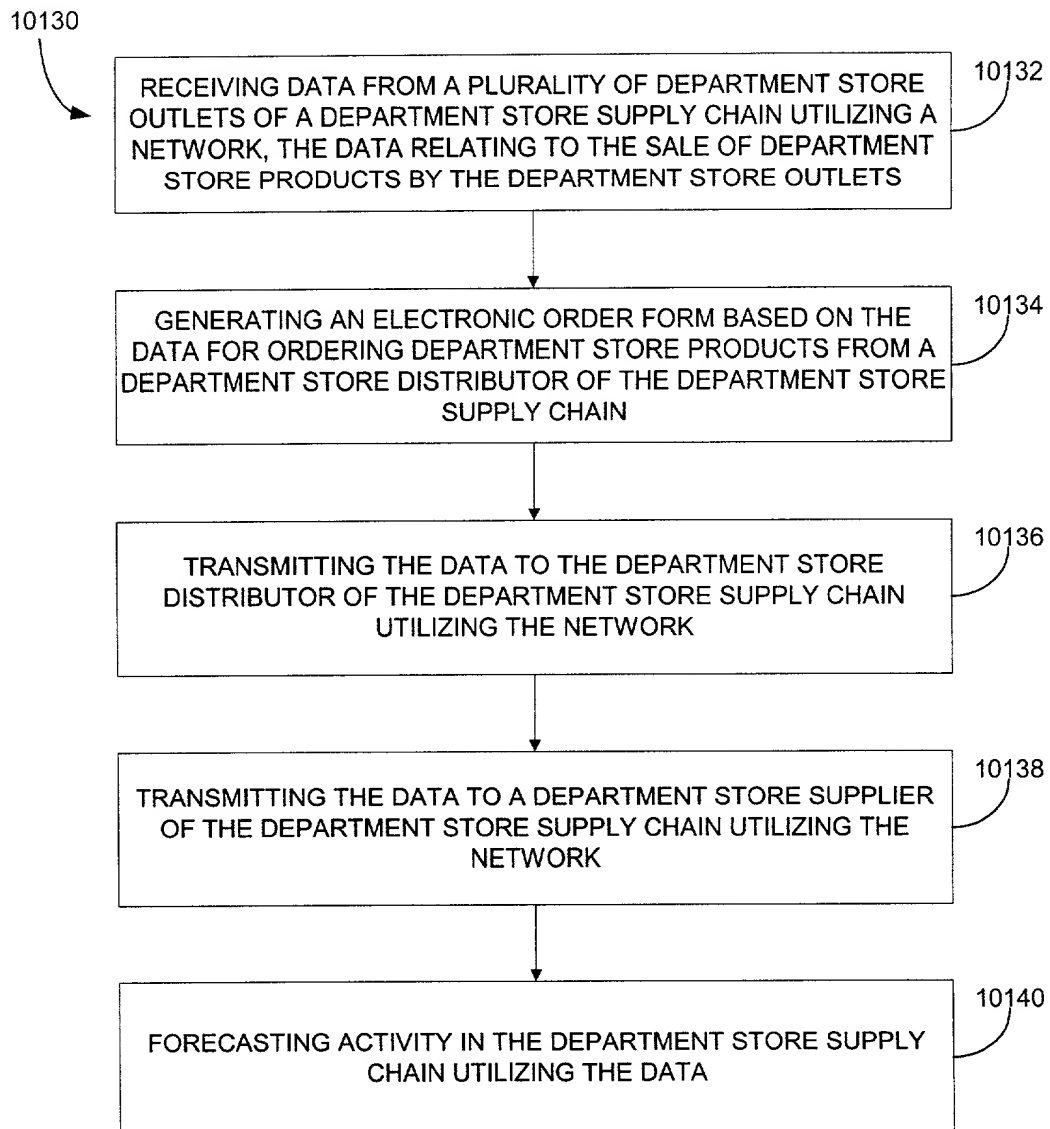 10130
10132
RECEIVING DATA FROM A PLURALITY OF DEPARTMENT STORE
OUTLETS OF A DEPARTMENT STORE SUPPLY CHAIN UTILIZING A
NETWORK, THE DATA RELATING TO THE SALE OF DEPARTMENT
STORE PRODUCTS BY THE DEPARTMENT STORE OUTLETS
10134
GENERATING AN ELECTRONIC ORDER FORM BASED ON THE
DATA FOR ORDERING DEPARTMENT STORE PRODUCTS FROM A
DEPARTMENT STORE DISTRIBUTOR OF THE DEPARTMENT STORE
SUPPLY CHAIN
10136
TRANSMITTING THE DATA TO THE DEPARTMENT STORE
DISTRIBUTOR OF THE DEPARTMENT STORE SUPPLY CHAIN
UTILIZING THE NETWORK
10138
TRANSMITTING THE DATA TO A DEPARTMENT STORE SUPPLIER
OF THE DEPARTMENT STORE SUPPLY CHAIN UTILIZING THE
NETWORK
10140
FORECASTING ACTIVITY IN THE DEPARTMENT STORE SUPPLY
CHAIN UTILIZING THE DATA